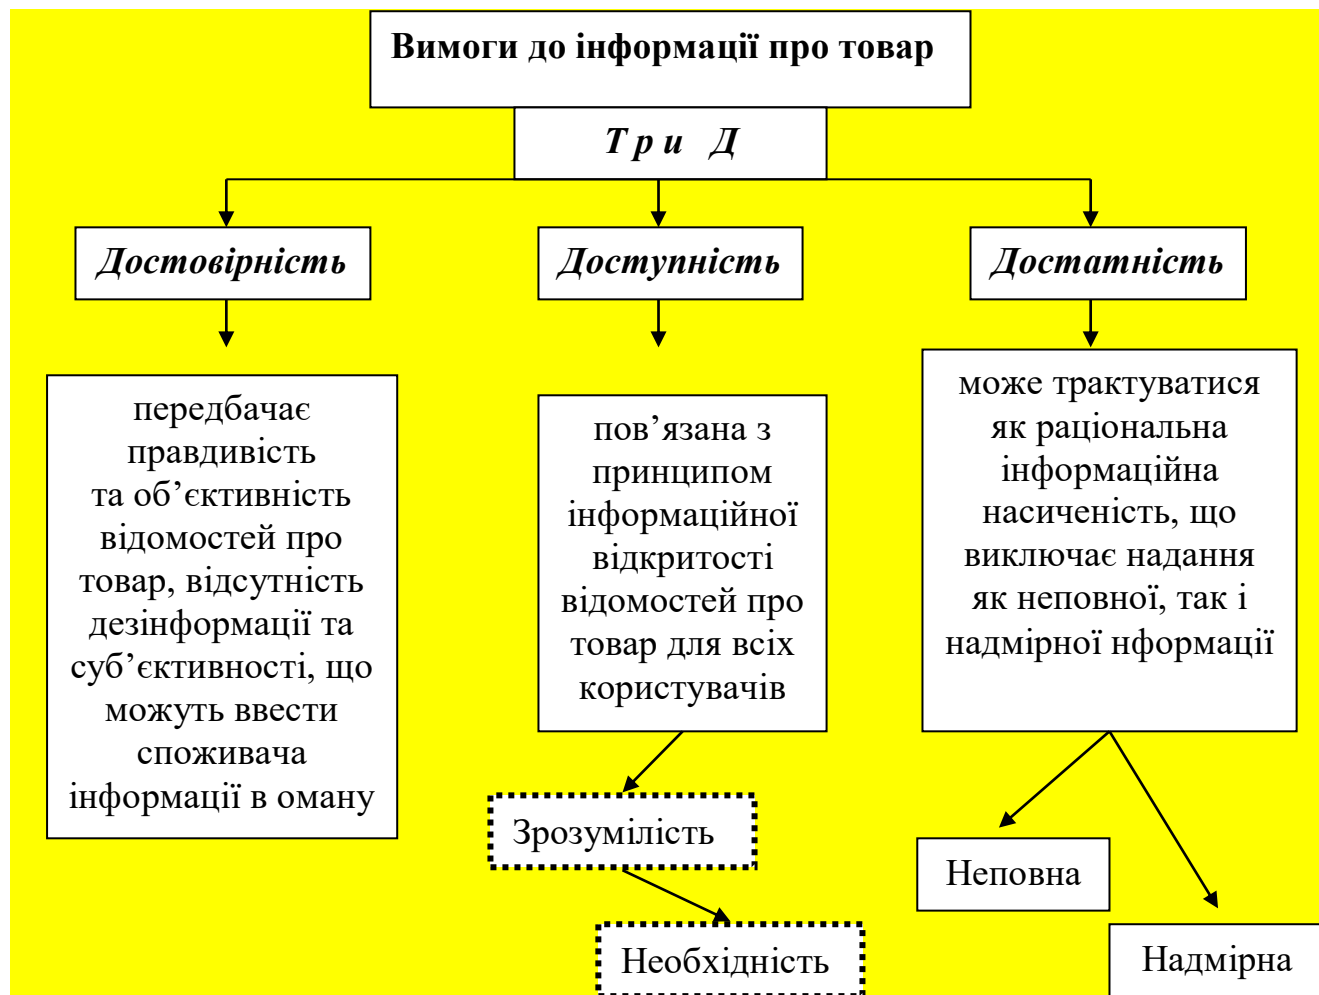 Вимоги до інформації про товар
Т р и Д
Достовірність
Доступність
Достатність
передбачає
правдивість
та об’єктивність
відомостей про
товар, відсутність
дезінформації та
суб’єктивності, що
можуть ввести
споживача
інформації в оману
пов’язана з
принципом
інформаційної
відкритості
відомостей про
товар для всіх
користувачів
може трактуватися
як раціональна
інформаційна
насиченість, що
виключає надання
як неповної, так і
надмірної нформації
Зрозумілість
Необхідність
Неповна
Надмірна